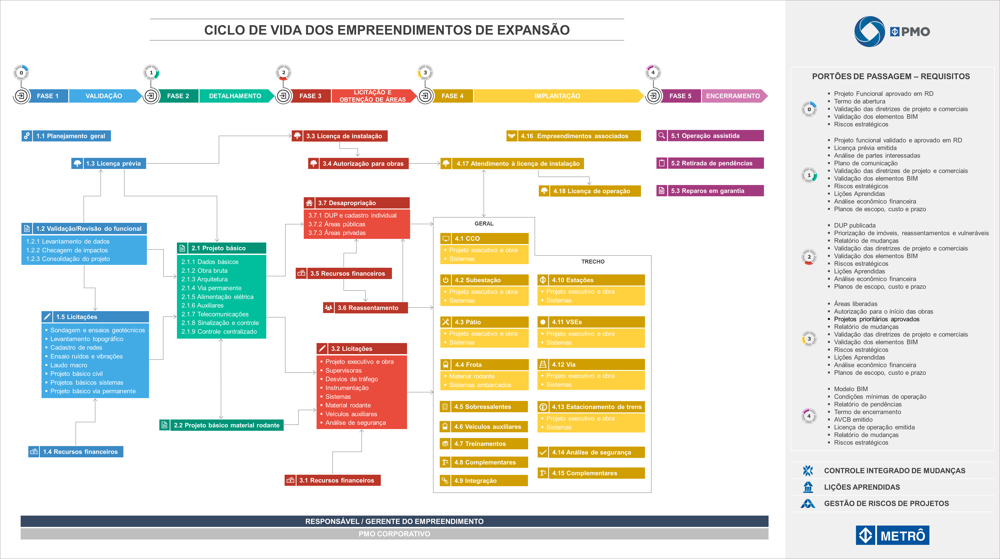 CICLO DE VIDA DOS EMPREENDIMENTOS DE EXPANSÃO
PMO
0
1
2
3
4
FASE 1
VALIDAÇÃO
FASE 2
DETALHAMENTO
FASE 3
LICITAÇÃO E
OBTENÇÃO DE ÁREAS
FASE 4
IMPLANTAÇÃO
FASE 5
ENCERRAMENTO
1.1 Planejamento geral
1.3 Licença prévia
1.2 Validação/Revisão do funcional
1.2.1 Levantamento de dados
1.2.2 Checagem de impactos
1.2.3 Consolidação do projeto
1.5 Licitações
▪ Sondagem e ensaios geotécnicos
▪ Levantamento topográfico
▪ Cadastro de redes
▪ Ensaio ruídos e vibrações
▪ Laudo macro
▪ Projeto básico civil
▪ Projetos básicos sistemas
▪ Projeto básico via permanente
1.4 Recursos financeiros
2.1 Projeto básico
2.1.1 Dados básicos
2.1.2 Obra bruta
2.1.3 Arquitetura
2.1.4 Via permanente
2.1.5 Alimentação elétrica
2.1.6 Auxiliares
2.1.7 Telecomunicações
2.1.8 Sinalização e controle
2.1.9 Controle centralizado
2.2 Projeto básico material rodante
3.3 Licença de instalação
3.4 Autorização para obras
3.7 Desapropriação
3.7.1 DUP e cadastro individual
3.7.2 Áreas públicas
3.7.3 Áreas privadas
3.5 Recursos financeiros
3.6 Reassentamento
3.2 Licitações
▪ Projeto executivo e obra
▪ Supervisoras
▪ Desvios de tráfego
▪ Instrumentação
▪ Sistemas
▪ Material rodante
▪ Veículos auxiliares
▪ Análise de segurança
3.1 Recursos financeiros
4.16 Empreendimentos associados
4.17 Atendimento à licença de instalação
4.18 Licença de operação
GERAL
4.1 CCO
▪ Projeto executivo e obra
▪ Sistemas
4.2 Subestação
▪ Projeto executivo e obra
▪ Sistemas
4.3 Pátio
▪ Projeto executivo e obra
▪ Sistemas
4.4 Frota
▪ Material rodante
▪ Sistemas embarcados
4.5 Sobressalentes
4.6 Veículos auxiliares
4.7 Treinamentos
4.8 Complementares
4.9 Integração
TRECHO
4.10 Estações
▪ Projeto executivo e obra
▪ Sistemas
4.11 VSEs
▪ Projeto executivo e obra
▪ Sistemas
4.12 Via
▪ Projeto executivo e obra
▪ Sistemas
E
4.13 Estacionamento de trens
▪ Projeto executivo e obra
▪ Sistemas
4.14 Análise de segurança
4.15 Complementares
5.1 Operação assistida
5.2 Retirada de pendências
5.3 Reparos em garantia
RESPONSÁVEL / GERENTE DO EMPREENDIMENTO
PMO CORPORATIVO
PORTÕES DE PASSAGEM – REQUISITOS
0
▪ Projeto Funcional aprovado em RD
▪ Termo de abertura
▪ Validação das diretrizes de projeto e comerciais
▪ Validação dos elementos BIM
▪ Riscos estratégicos
1
▪ Projeto funcional validado e aprovado em RD
▪ Licença prévia emitida
▪ Análise de partes interessadas
▪ Plano de comunicação
▪ Validação das diretrizes de projeto e comerciais
▪ Validação dos elementos BIM
▪ Riscos estratégicos
▪ Lições Aprendidas
▪ Análise econômico financeira
▪ Planos de escopo, custo e prazo
2
▪ DUP publicada
▪ Priorização de imóveis, reassentamentos e vulneráveis
▪ Relatório de mudanças
▪ Validação das diretrizes de projeto e comerciais
▪ Validação dos elementos BIM
▪ Riscos estratégicos
▪ Lições Aprendidas
▪ Análise econômico financeira
▪ Planos de escopo, custo e prazo
3
▪ Áreas liberadas
▪ Autorização para o início das obras
▪ Projetos prioritários aprovados
▪ Relatório de mudanças
▪ Validação das diretrizes de projeto e comerciais
▪ Validação dos elementos BIM
▪ Riscos estratégicos
▪ Lições Aprendidas
▪ Análise econômico financeira
▪ Planos de escopo, custo e prazo
4
▪ Modelo BIM
▪ Condições mínimas de operação
▪ Relatório de pendências
▪ Termo de encerramento
▪ AVCB emitido
▪ Licença de operação emitida
▪ Relatório de mudanças
▪ Riscos estratégicos
CONTROLE INTEGRADO DE MUDANÇAS
LIÇÕES APRENDIDAS
GESTÃO DE RISCOS DE PROJETOS
METRÔ